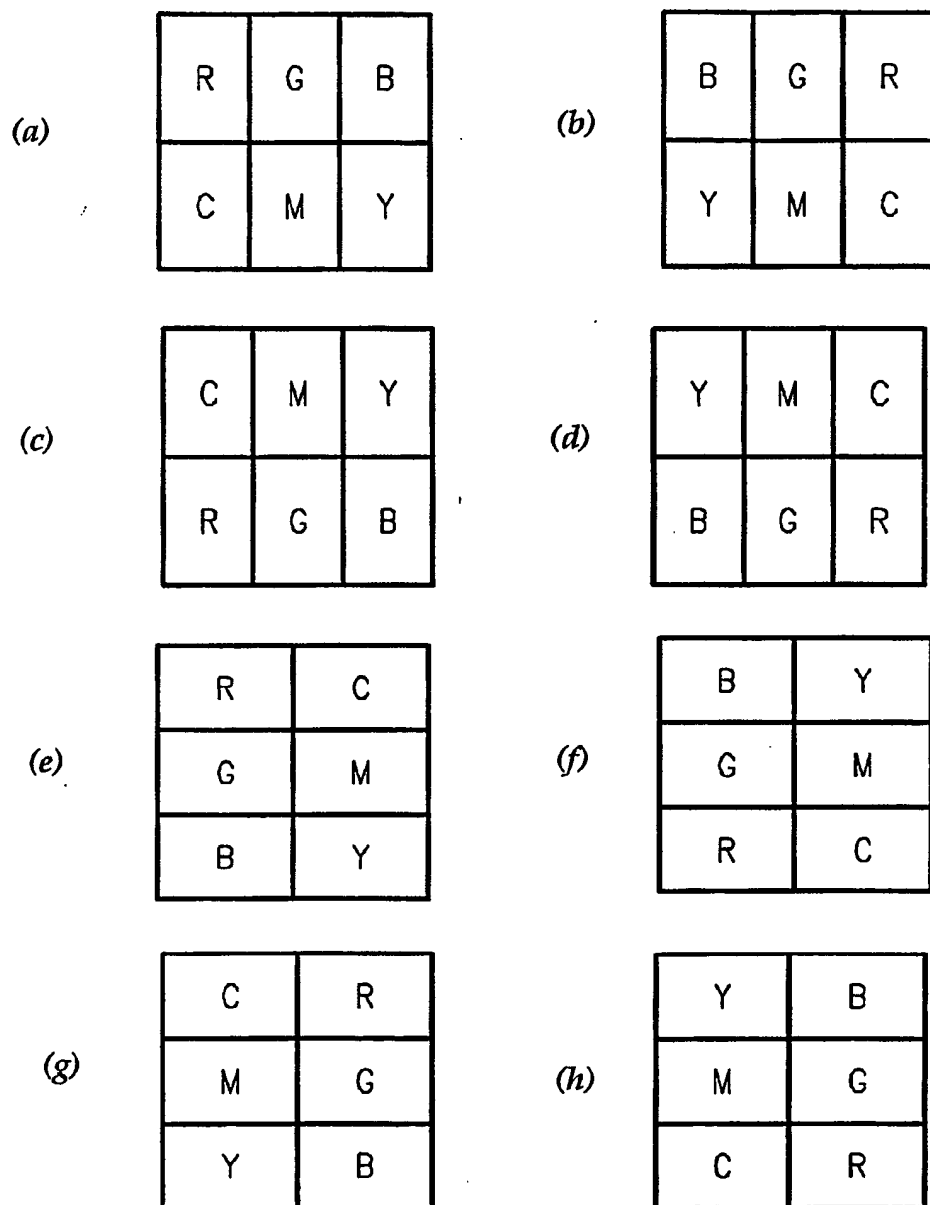 (a)
R G B
C M Y
(b)
B G R
Y M C
(c)
C M Y
R G B
(d)
Y M C
B G R
(e)
R C
G M
B Y
(f)
B Y
G M
R C
(g)
C R
M G
Y B
(h)
Y B
M G
C R